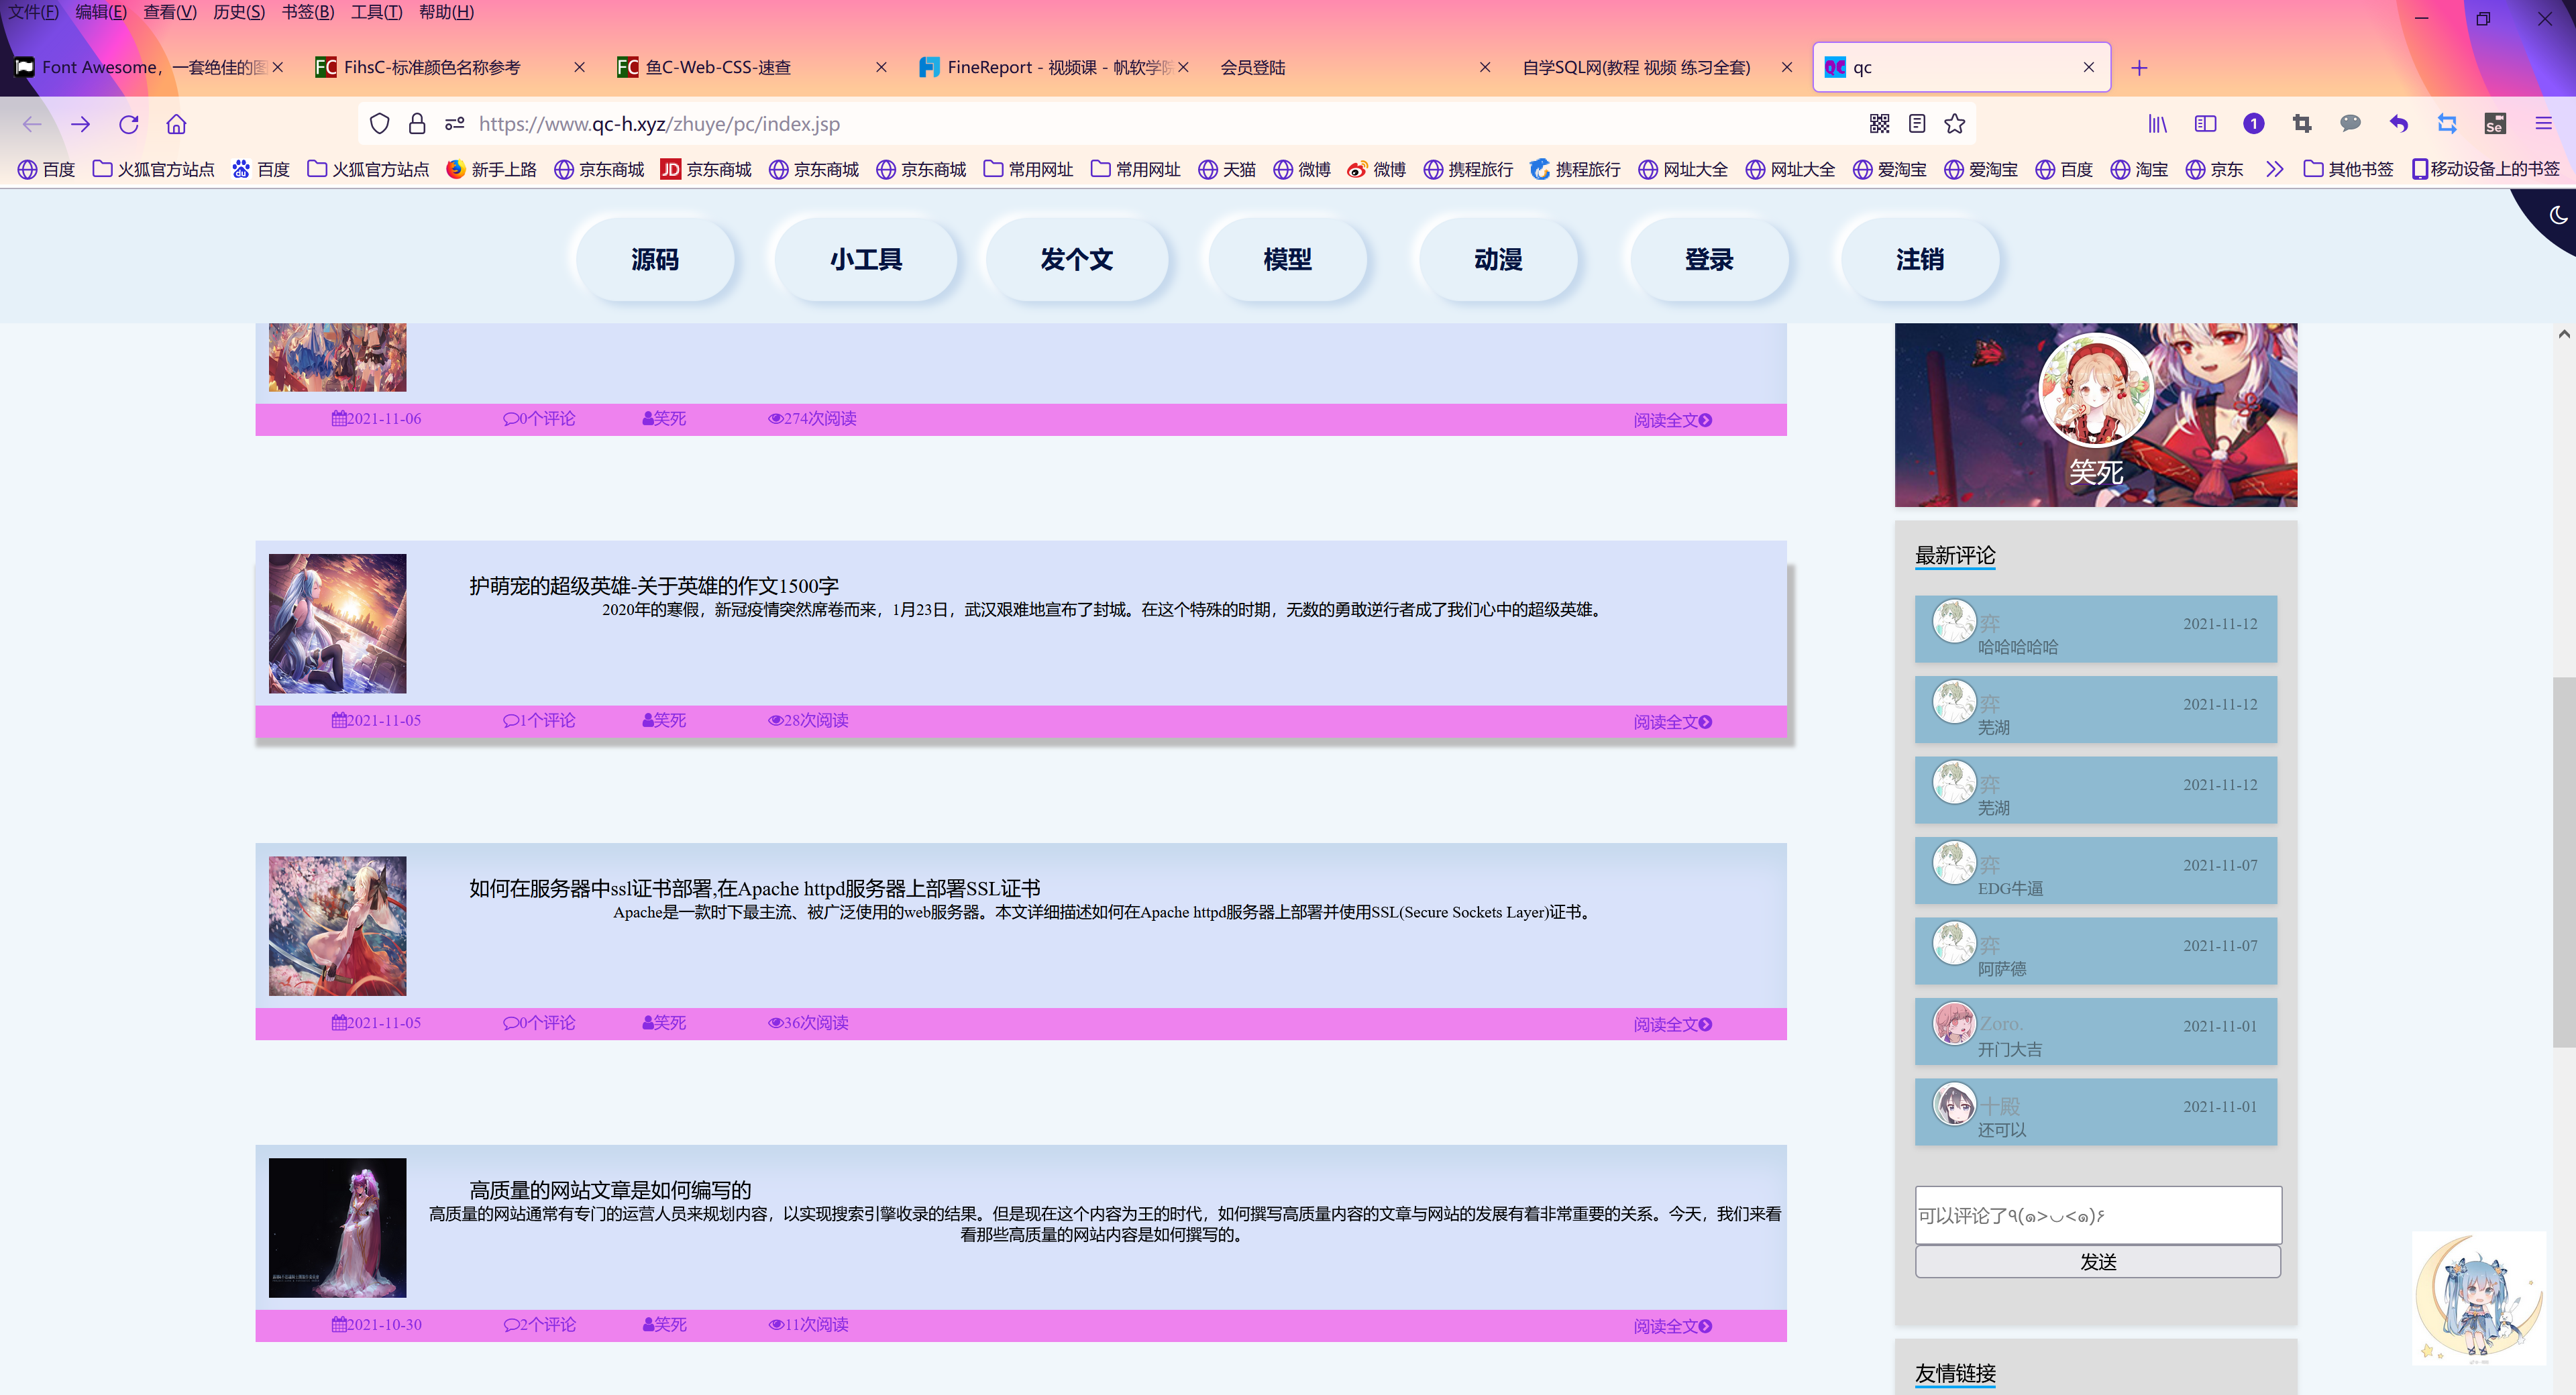 文件(F) 编辑(E) 查看(V) 历史(S) 书签(B) 工具(T) 帮助(H)
Font Awesome，一套绝佳的图 FihsC-标准颜色名称参考 鱼C-Web-CSS-速查 FineReport - 视频课 - 帆软学院 会员登陆 自学SQL网(教程 视频 练习全套) qc
https://www.qc-h.xyz/zhuye/pc/index.jsp
百度 火狐官方站点 百度 火狐官方站点 新手上路 京东商城 京东商城 京东商城 京东商城 常用网址 常用网址 天猫 微博 微博 携程旅行 携程旅行 网址大全 网址大全 爱淘宝 爱淘宝 百度 淘宝 京东 其他书签 移动设备上的书签
源码 小工具 发个文 模型 动漫 登录 注销
2021-11-06 0个评论 笑死 274次阅读 阅读全文
护萌宠的超级英雄-关于英雄的作文1500字
2020年的寒假，新冠疫情突然席卷而来，1月23日，武汉艰难地宣布了封城。在这个特殊的时期，无数的勇敢逆行者成了我们心中的超级英雄。
2021-11-05 1个评论 笑死 28次阅读 阅读全文
如何在服务器中ssl证书部署,在Apache httpd服务器上部署SSL证书
Apache是一款时下最主流、被广泛使用的web服务器。本文详细描述如何在Apache httpd服务器上部署并使用SSL(Secure Sockets Layer)证书。
2021-11-05 0个评论 笑死 36次阅读 阅读全文
高质量的网站文章是如何编写的
高质量的网站通常有专门的运营人员来规划内容，以实现搜索引擎收录的结果。但是现在这个内容为王的时代，如何撰写高质量内容的文章与网站的发展有着非常重要的关系。今天，我们来看
看那些高质量的网站内容是如何撰写的。
2021-10-30 2个评论 笑死 11次阅读 阅读全文
笑死
最新评论
弈 2021-11-12
哈哈哈哈哈
弈 2021-11-12
芜湖
弈 2021-11-12
芜湖
弈 2021-11-07
EDG牛逼
弈 2021-11-07
阿萨德
Zoro. 2021-11-01
开门大吉
十殿 2021-11-01
还可以
可以评论了٩(๑>◡<๑)۶
发送
友情链接